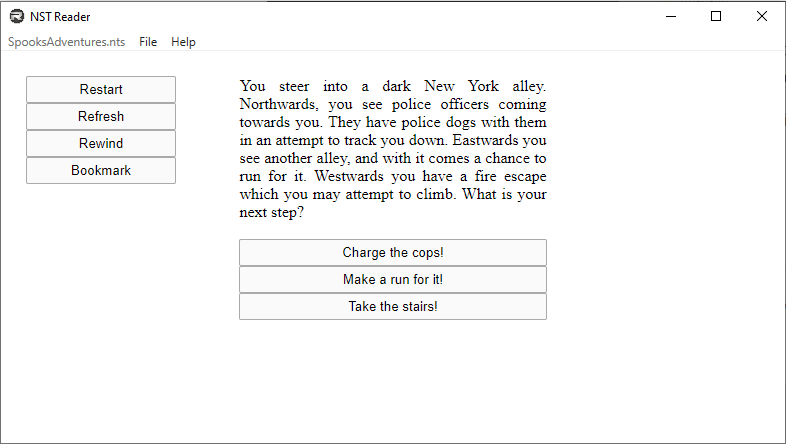 NST Reader
SpooksAdventures.nts File Help
Restart
Refresh
Rewind
Bookmark
You steer into a dark New York alley.
Northwards, you see police officers coming
towards you. They have police dogs with them
in an attempt to track you down. Eastwards you
see another alley, and with it comes a chance to
run for it. Westwards you have a fire escape
which you may attempt to climb. What is your
next step?
Charge the cops!
Make a run for it!
Take the stairs!